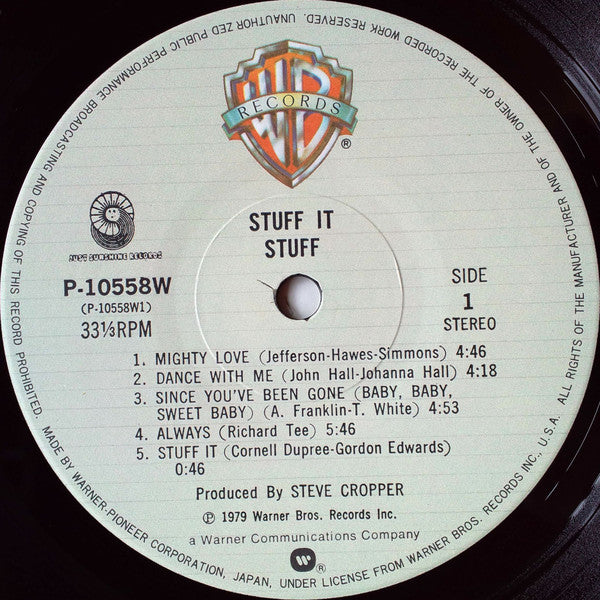 UNAUTHORIZED PUBLIC PERFORMANCE BROADCASTING AND COPYING OF THIS RECORD PROHIBITED.
ALL RIGHTS OF THE MANUFACTURER AND OF THE OWNER OF THE RECORDED WORK RESERVED.
WB
RECORDS
®
STUFF IT
STUFF
JUST SUNSHINE RECORDS
P-10558W
(P-10558W1)
33⅓RPM
SIDE
1
STEREO
1. MIGHTY LOVE (Jefferson-Hawes-Simmons) 4:46
2. DANCE WITH ME (John Hall-Johanna Hall) 4:18
3. SINCE YOU'VE BEEN GONE (BABY, BABY,
SWEET BABY) (A. Franklin-T. White) 4:53
4. ALWAYS (Richard Tee) 5:46
5. STUFF IT (Cornell Dupree-Gordon Edwards)
0:46
Produced By STEVE CROPPER
℗ 1979 Warner Bros. Records Inc.
a Warner Communications Company
W®
MADE BY WARNER-PIONEER CORPORATION, JAPAN, UNDER LICENSE FROM WARNER BROS. RECORDS INC., U.S.A.